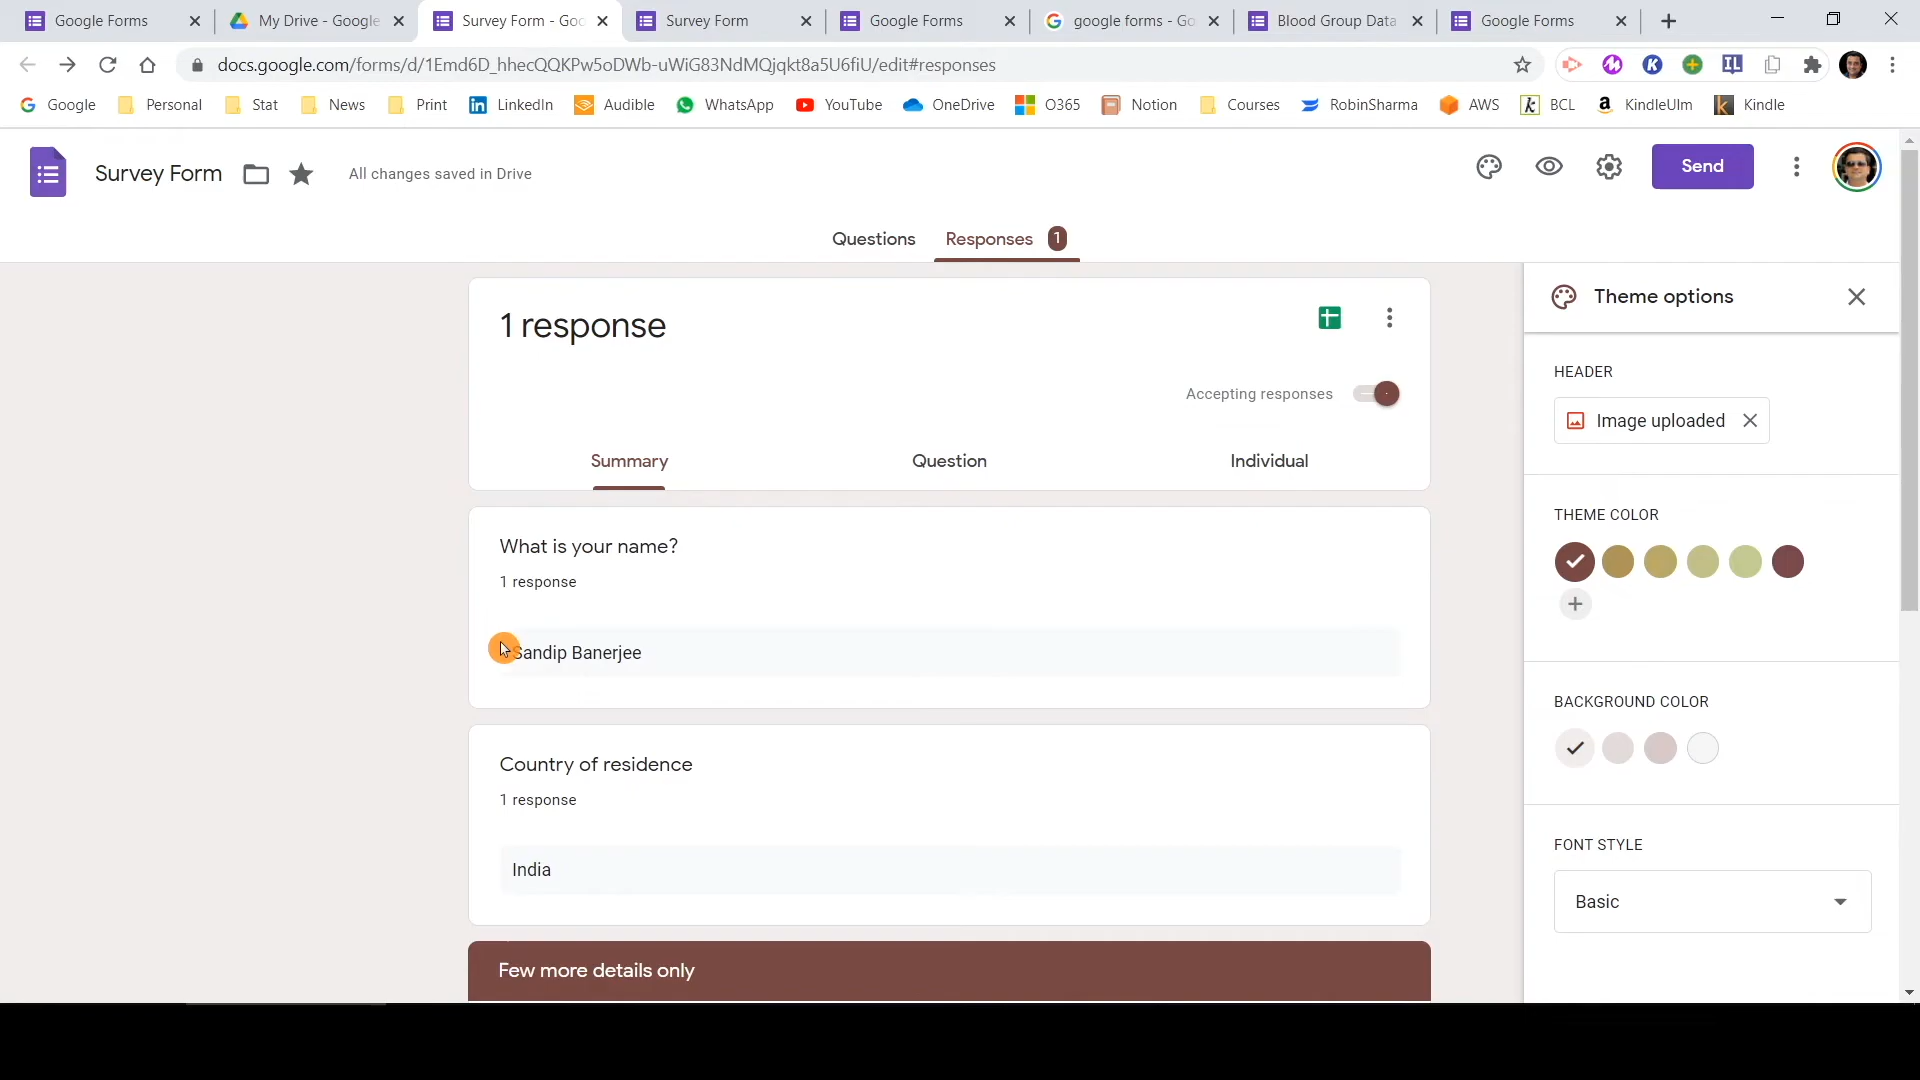 Google Forms
My Drive - Google
Survey Form - Goo
Survey Form
Google Forms
google forms - Go
Blood Group Data
Google Forms
docs.google.com/forms/d/1Emd6D_hhecQQKPw5oDWb-uWiG83NdMQjqkt8a5U6fiU/edit#responses
Google
Personal
Stat
News
Print
LinkedIn
Audible
WhatsApp
YouTube
OneDrive
O365
Notion
Courses
RobinSharma
AWS
BCL
KindleUlm
Kindle
Survey Form
All changes saved in Drive
Send
Questions
Responses 1
1 response
Accepting responses
Summary
Question
Individual
What is your name?
1 response
Sandip Banerjee
Country of residence
1 response
India
Few more details only
Theme options
HEADER
Image uploaded
THEME COLOR
BACKGROUND COLOR
FONT STYLE
Basic